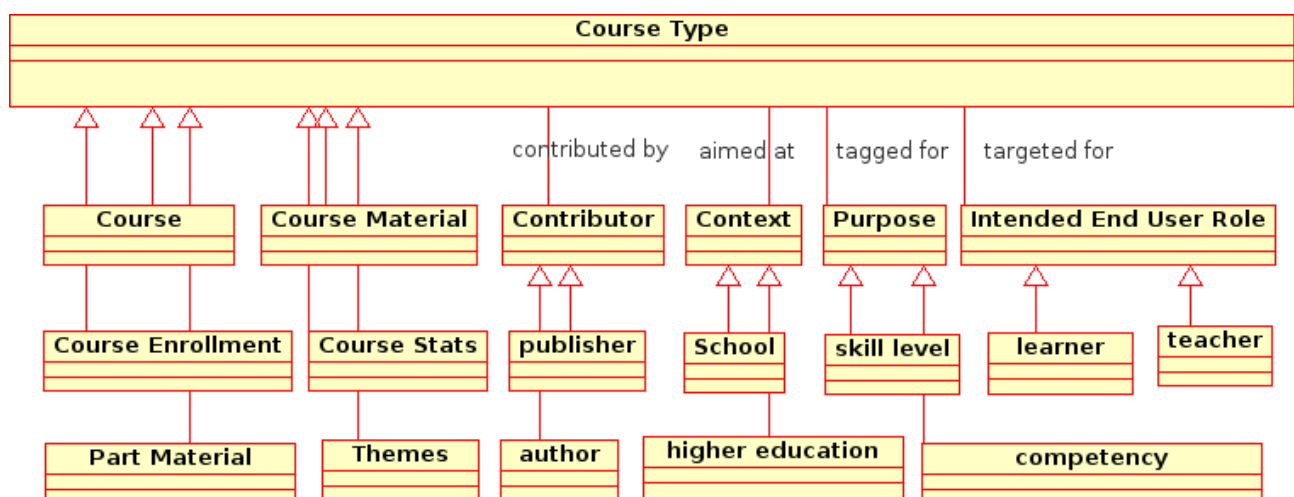 Course Type
contributed by aimed at tagged for targeted for
Course Course Material Contributor Context Purpose Intended End User Role
Course Enrollment Course Stats publisher School skill level learner teacher
Part Material Themes author higher education competency